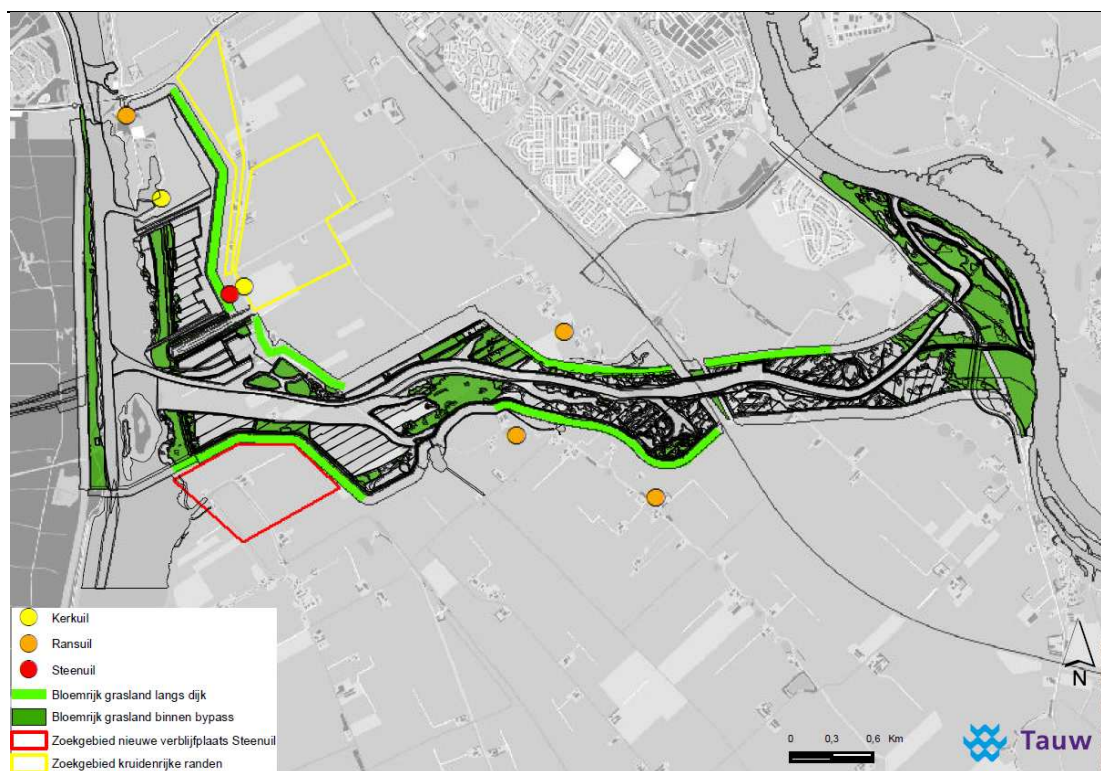 Kerkuil
Ransuil
Steenuil
Bloemrijk grasland langs dijk
Bloemrijk grasland binnen bypass
Zoekgebied nieuwe verblijfplaats Steenuil
Zoekgebied kruidenrijke randen
0 0,3 0,6 Km
N
Tauw